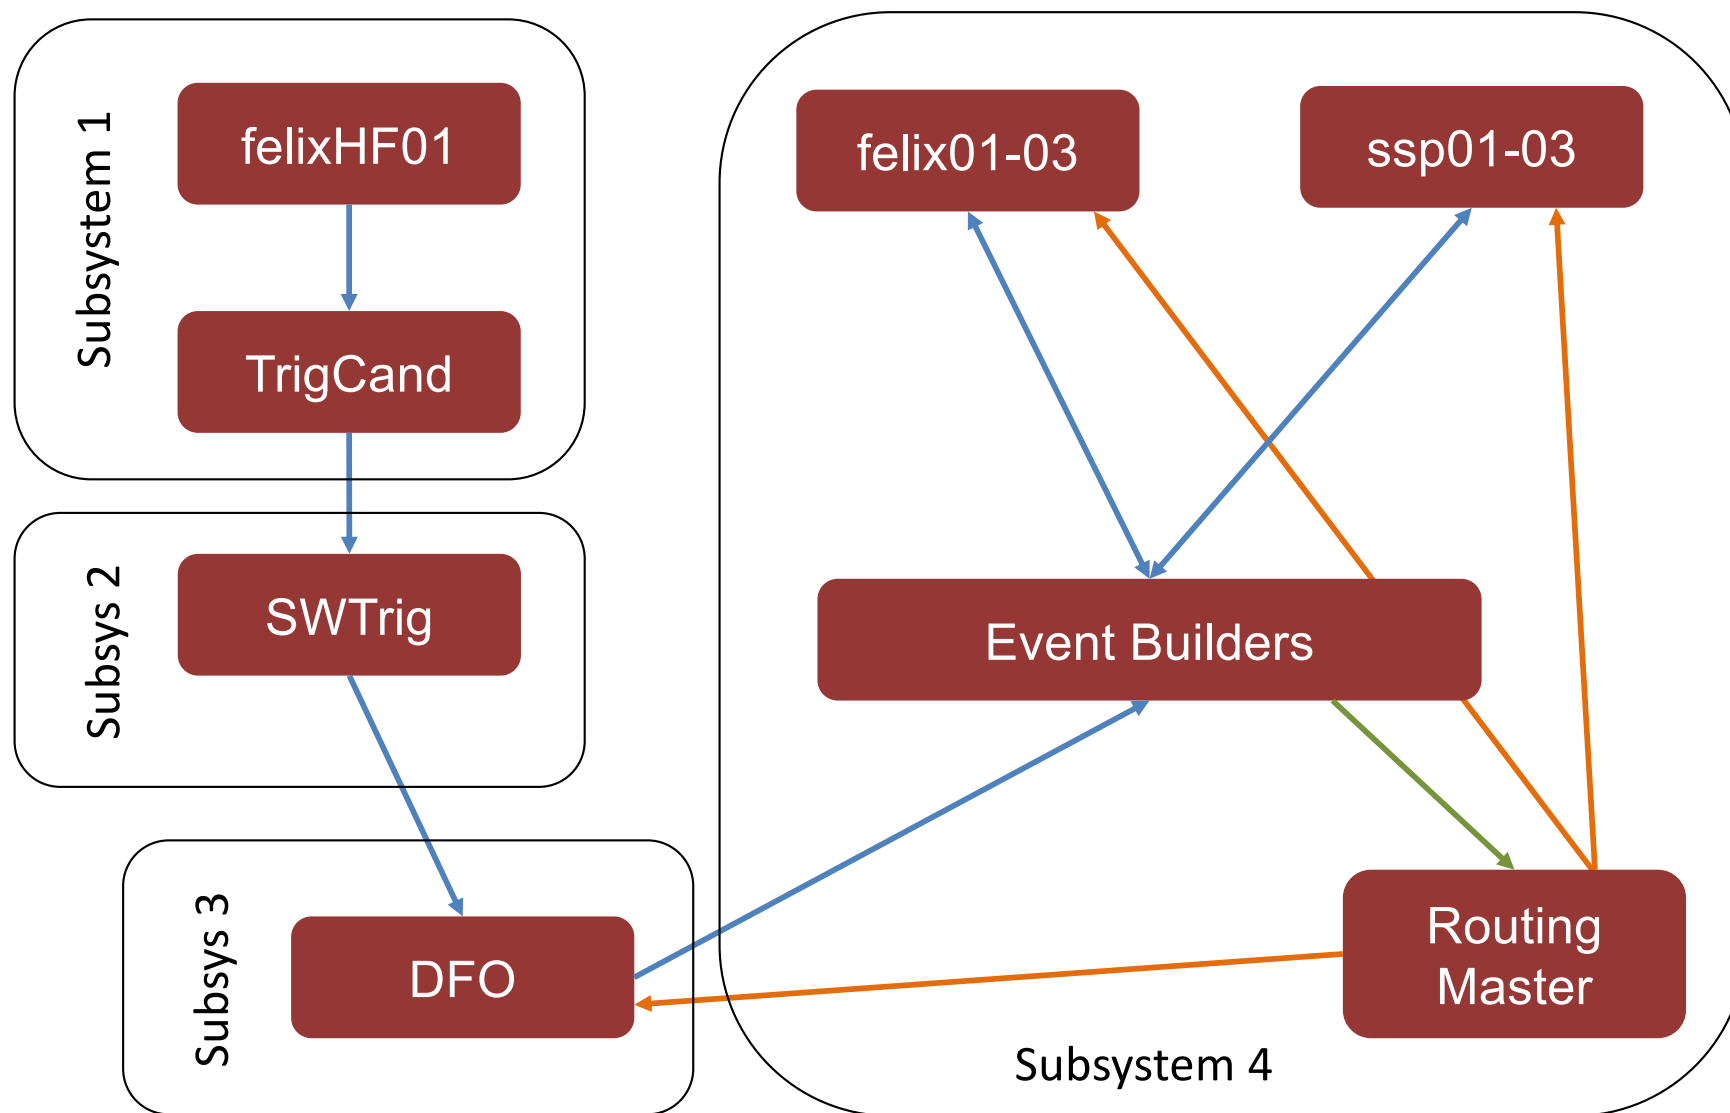 Subsystem 1
felixHF01
TrigCand
Subsys 2
SWTrig
Subsys 3
DFO
felix01-03
ssp01-03
Event Builders
Routing
Master
Subsystem 4